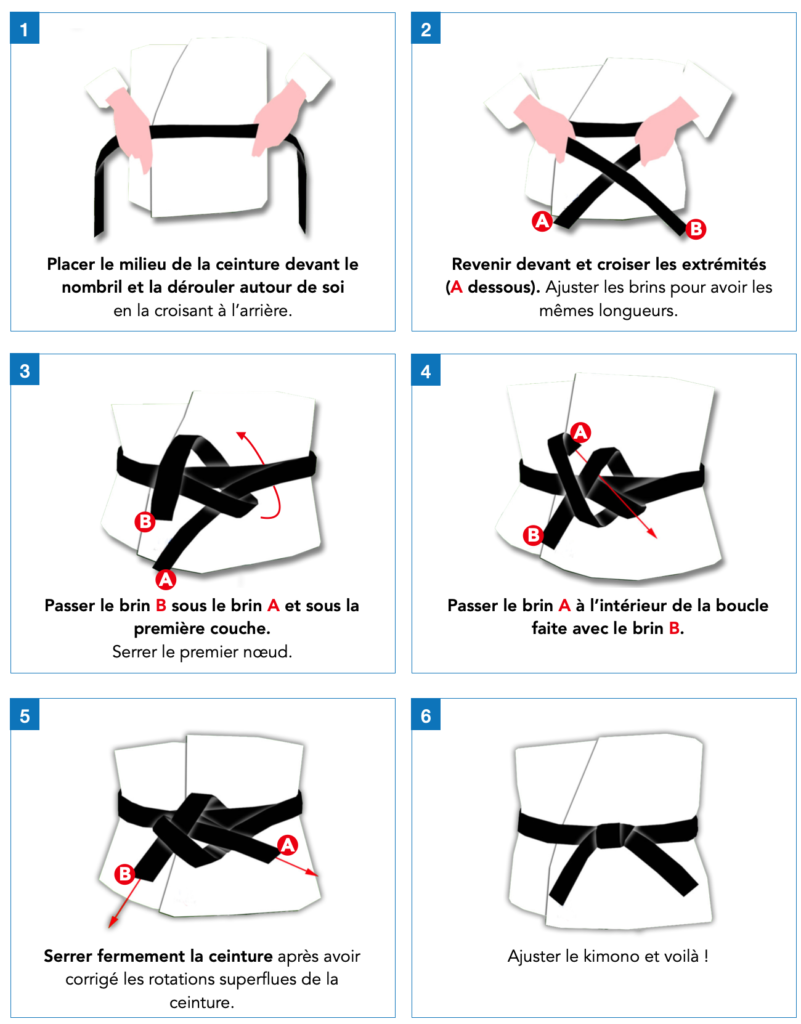 1
Placer le milieu de la ceinture devant le
nombril et la dérouler autour de soi
en la croisant à l’arrière.
2
A
B
Revenir devant et croiser les extrémités
(A dessous). Ajuster les brins pour avoir les
mêmes longueurs.
3
B
A
Passer le brin B sous le brin A et sous la
première couche.
Serrer le premier nœud.
4
A
B
Passer le brin A à l’intérieur de la boucle
faite avec le brin B.
5
A
B
Serrer fermement la ceinture après avoir
corrigé les rotations superflues de la
ceinture.
6
Ajuster le kimono et voilà !